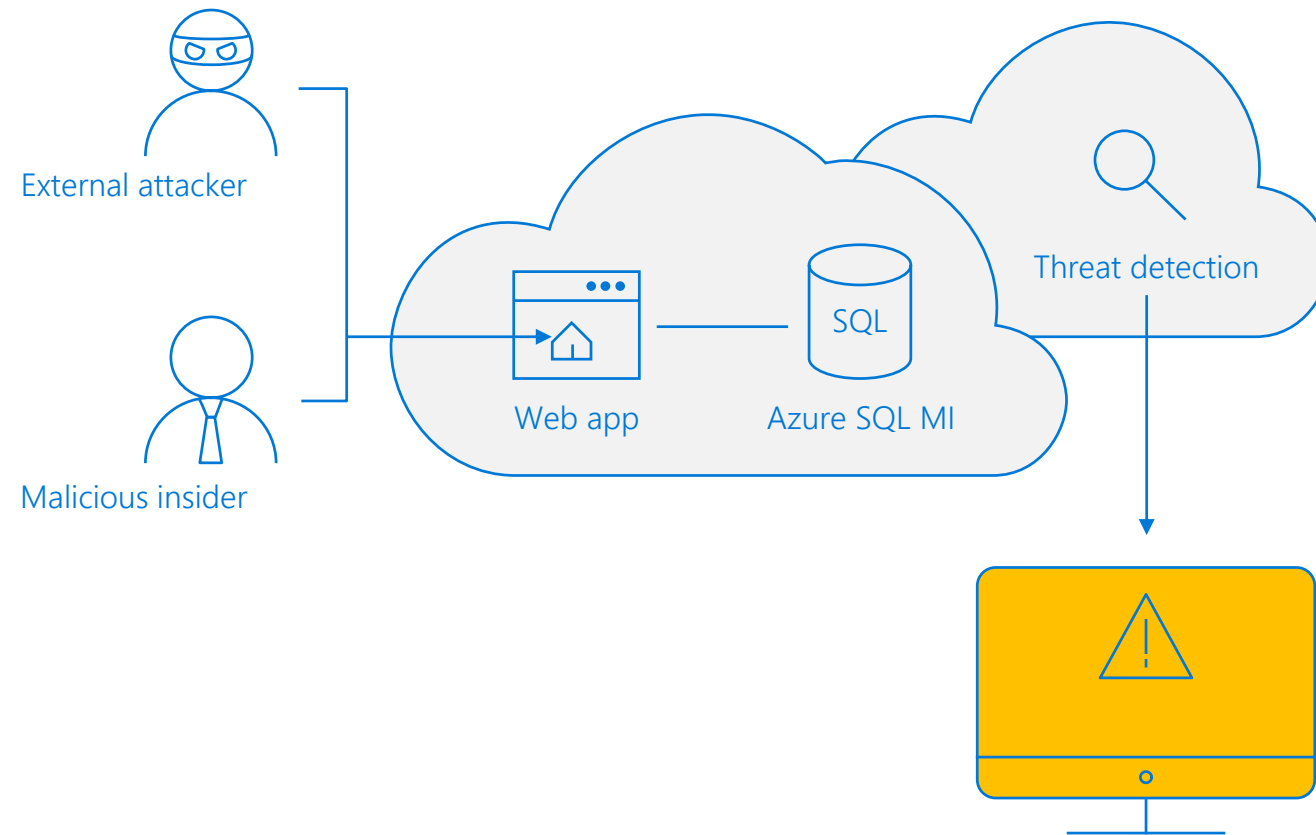 External attacker
Threat detection
SQL
Web app
Azure SQL MI
Malicious insider